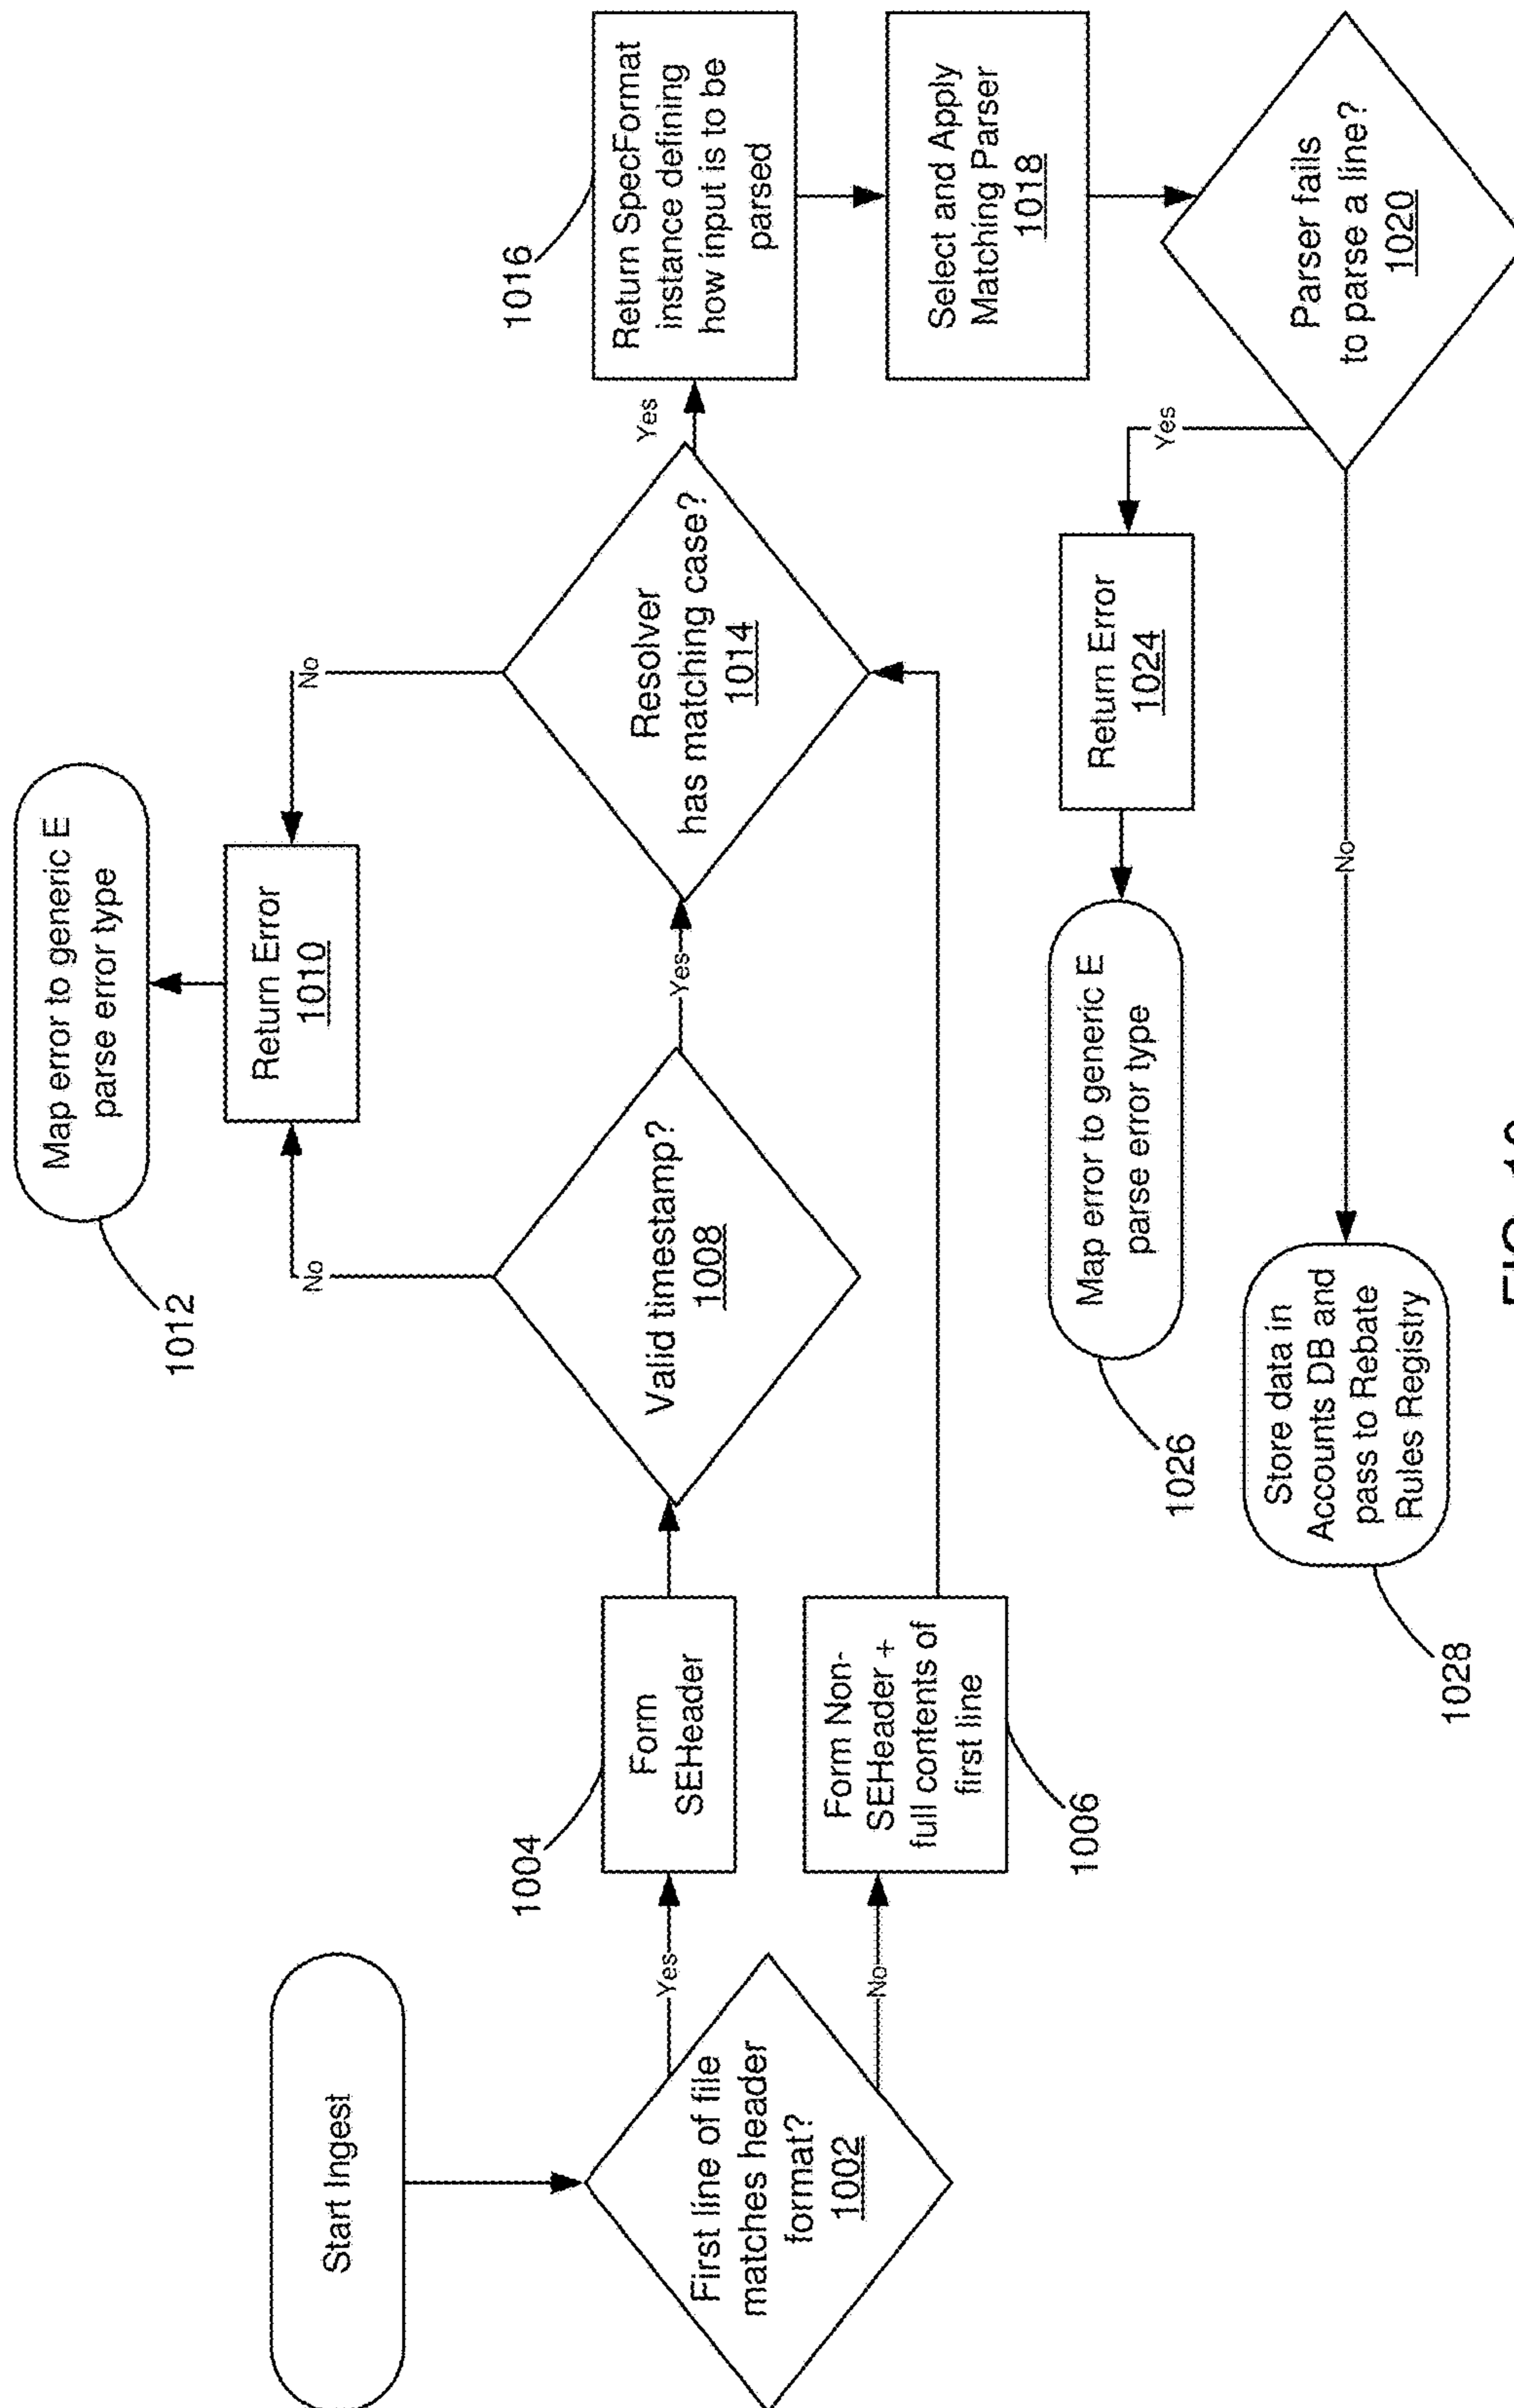 Start Ingest
First line of file
matches header
format?
1002
Yes
No
1004
Form
SEHeader
Form Non-
SEHeader +
full contents of
first line
1006
Valid timestamp?
1008
No
Yes
Return Error
1010
Map error to generic E
parse error type
1012
Resolver
has matching case?
1014
No
Yes
1016
Return SpecFormat
instance defining
how input is to be
parsed
Select and Apply
Matching Parser
1018
Parser fails
to parse a line?
1020
Yes
No
Return Error
1024
Map error to generic E
parse error type
1026
Store data in
Accounts DB and
pass to Rebate
Rules Registry
1028